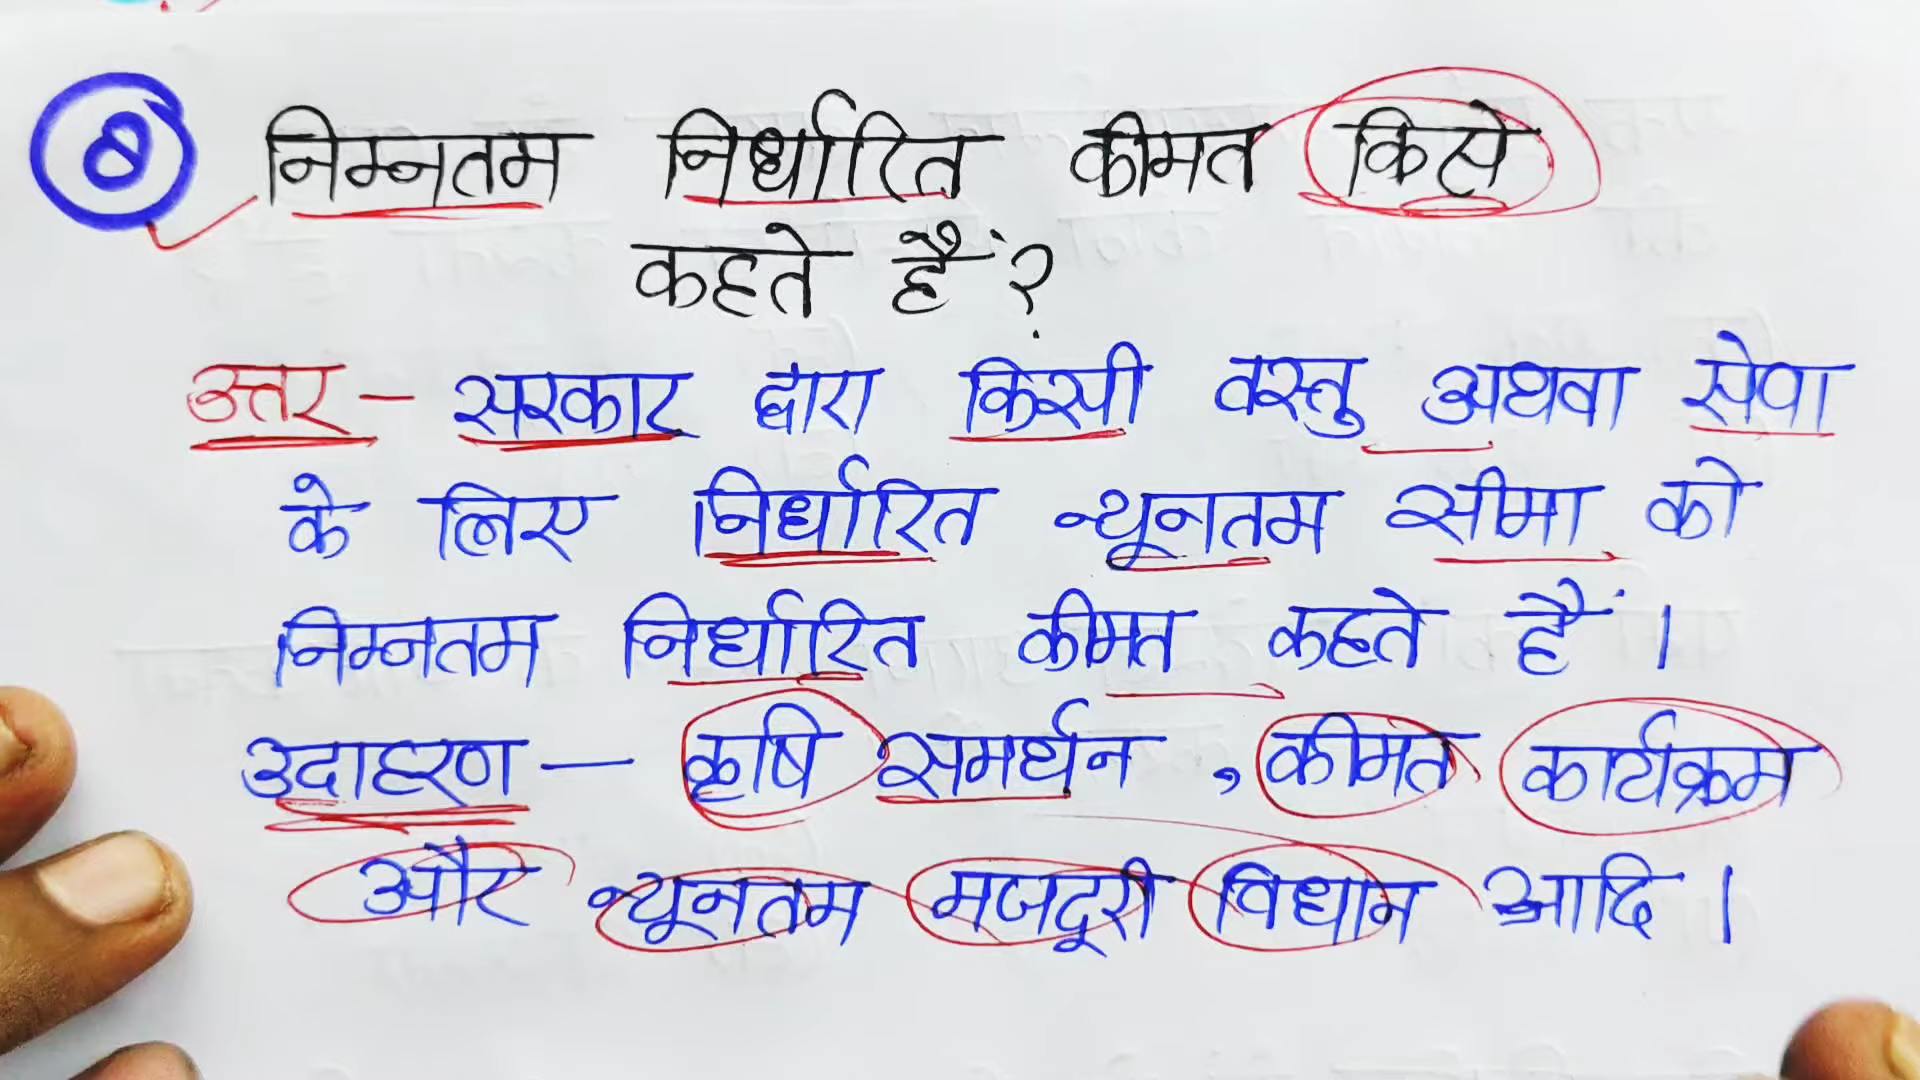 8 निम्नतम निर्धारित कीमत किसे
कहते हैं?
उत्तर - सरकार द्वारा किसी वस्तु अथवा सेवा
के लिए निर्धारित न्यूनतम सीमा को
निम्नतम निर्धारित कीमत कहते हैं।
उदाहरण - कृषि समर्थन, कीमत कार्यक्रम
और न्यूनतम मजदूरी विधान आदि।